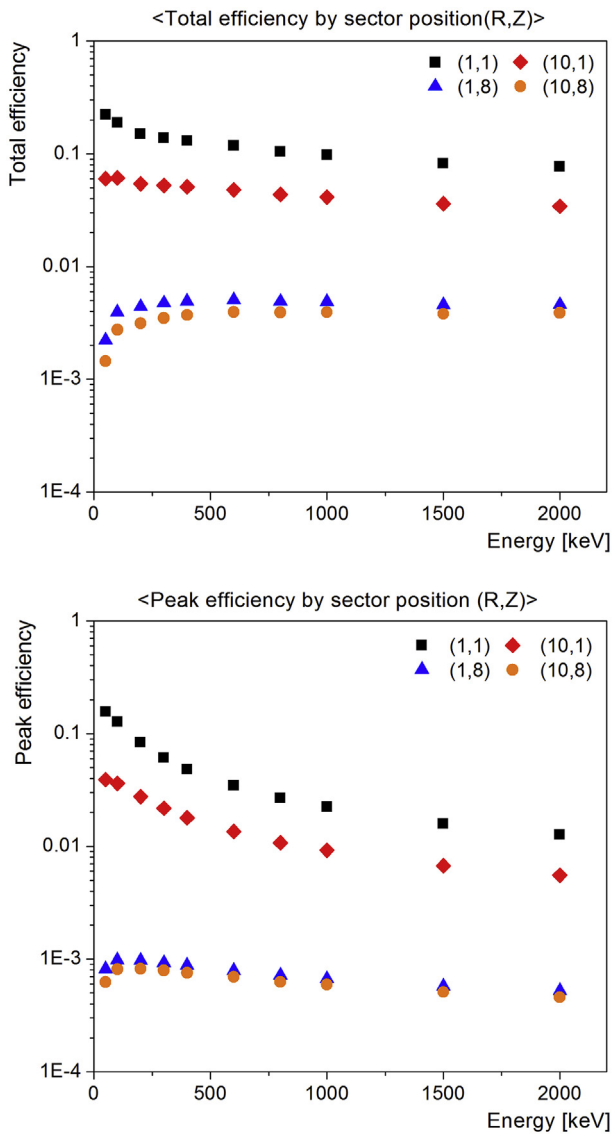 <Total efficiency by sector position(R,Z)>
1
(1,1) (10,1)
(1,8) (10,8)
Total efficiency
0.1
0.01
1E-3
1E-4
0 500 1000 1500 2000
Energy [keV]
<Peak efficiency by sector position (R,Z)>
1
(1,1) (10,1)
(1,8) (10,8)
Peak efficiency
0.1
0.01
1E-3
1E-4
0 500 1000 1500 2000
Energy [keV]